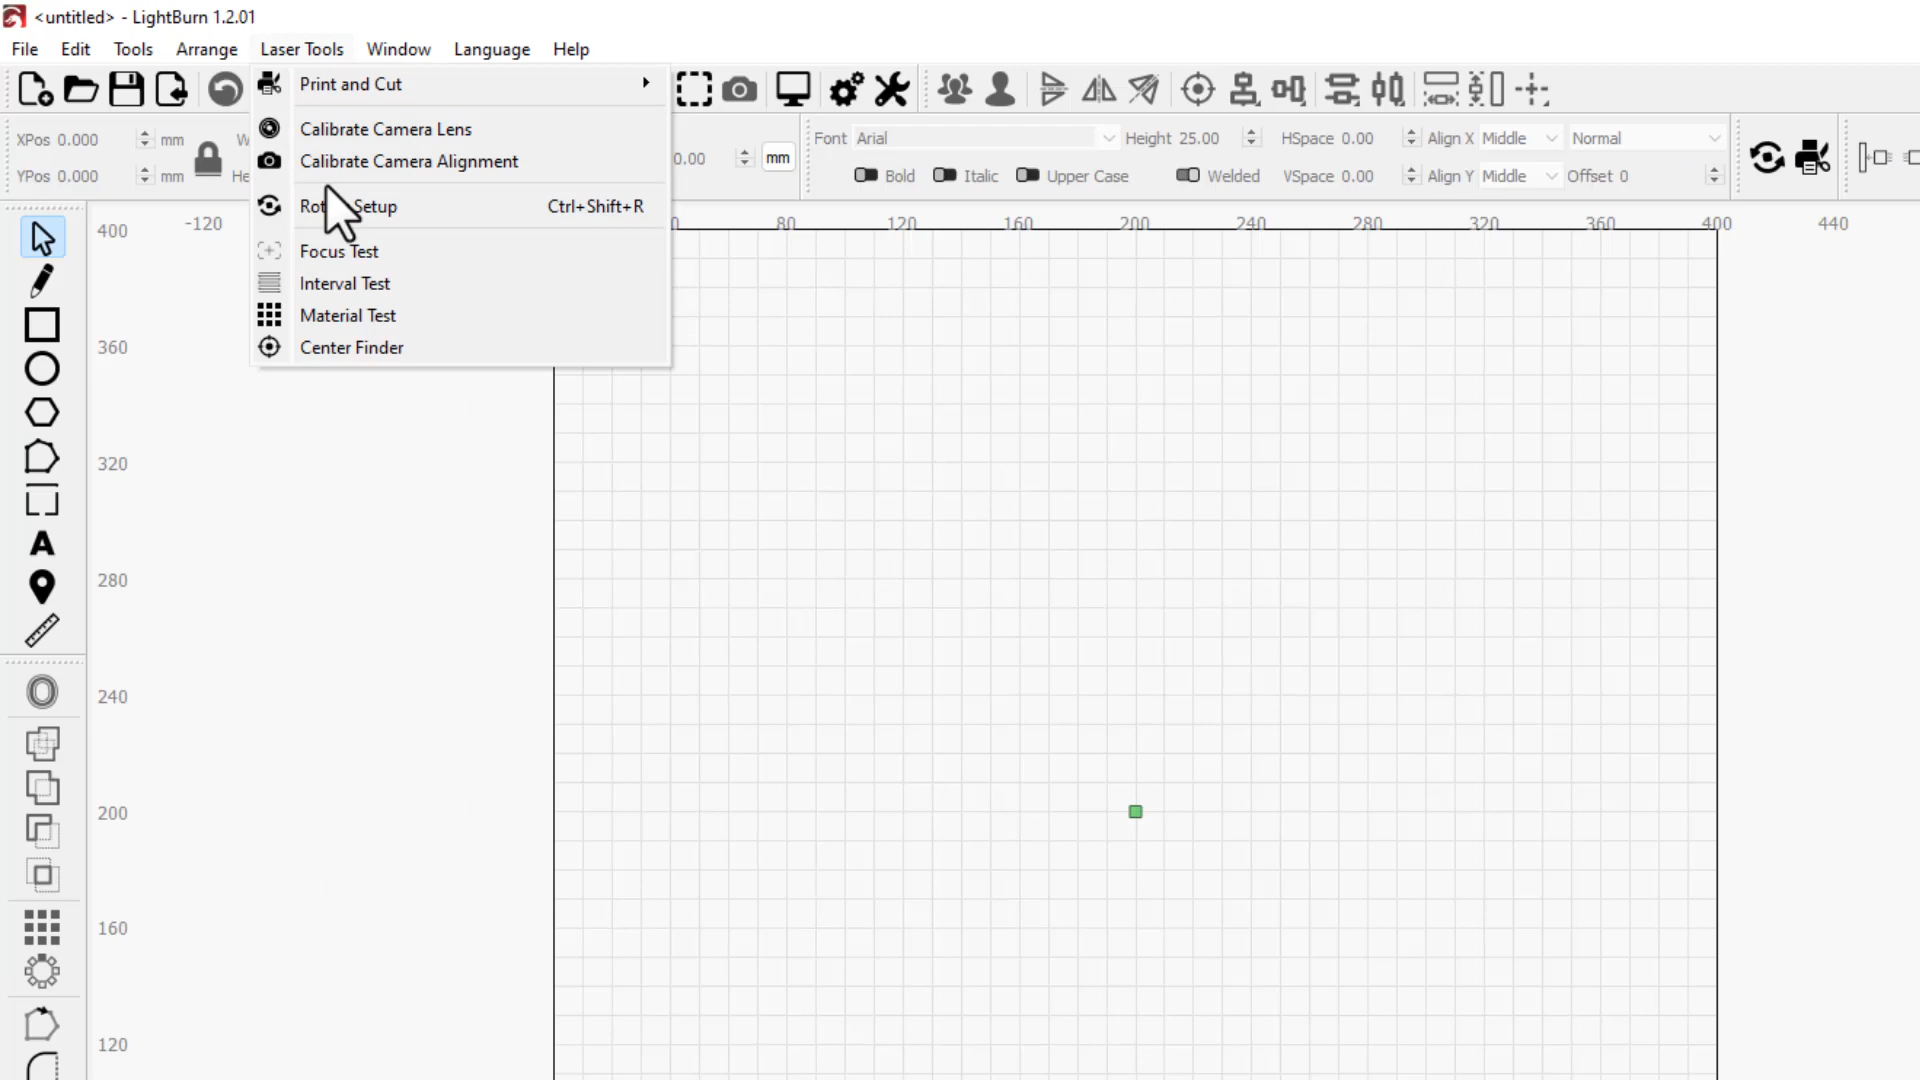 <untitled> - LightBurn 1.2.01
File Edit Tools Arrange Laser Tools Window Language Help
Print and Cut
Calibrate Camera Lens
Calibrate Camera Alignment
Setup Ctrl+Shift+R
Focus Test
Interval Test
Material Test
Center Finder
XPos 0.000 mm
YPos 0.000 mm
0.00 mm
Font Arial Height 25.00 HSpace 0.00 Align X Middle Normal
Bold Italic Upper Case Welded VSpace 0.00 Align Y Middle Offset 0
-120 80 120 160 200 240 280 320 360 400 440
400
360
320
280
240
200
160
120